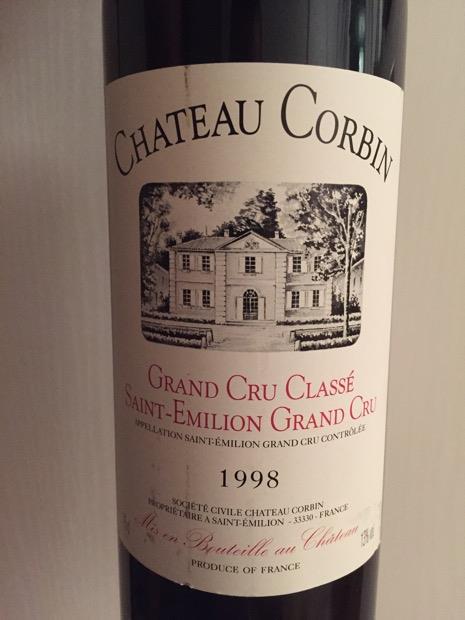 CHATEAU CORBIN
GRAND CRU CLASSÉ
SAINT-EMILION GRAND CRU
APPELLATION SAINT-ÉMILION GRAND CRU CONTRÔLÉE
1998
SOCIÉTÉ CIVILE CHATEAU CORBIN
PROPRIÉTAIRE A SAINT-ÉMILION - 33330 - FRANCE
Mis en Bouteille au Château
PRODUCE OF FRANCE